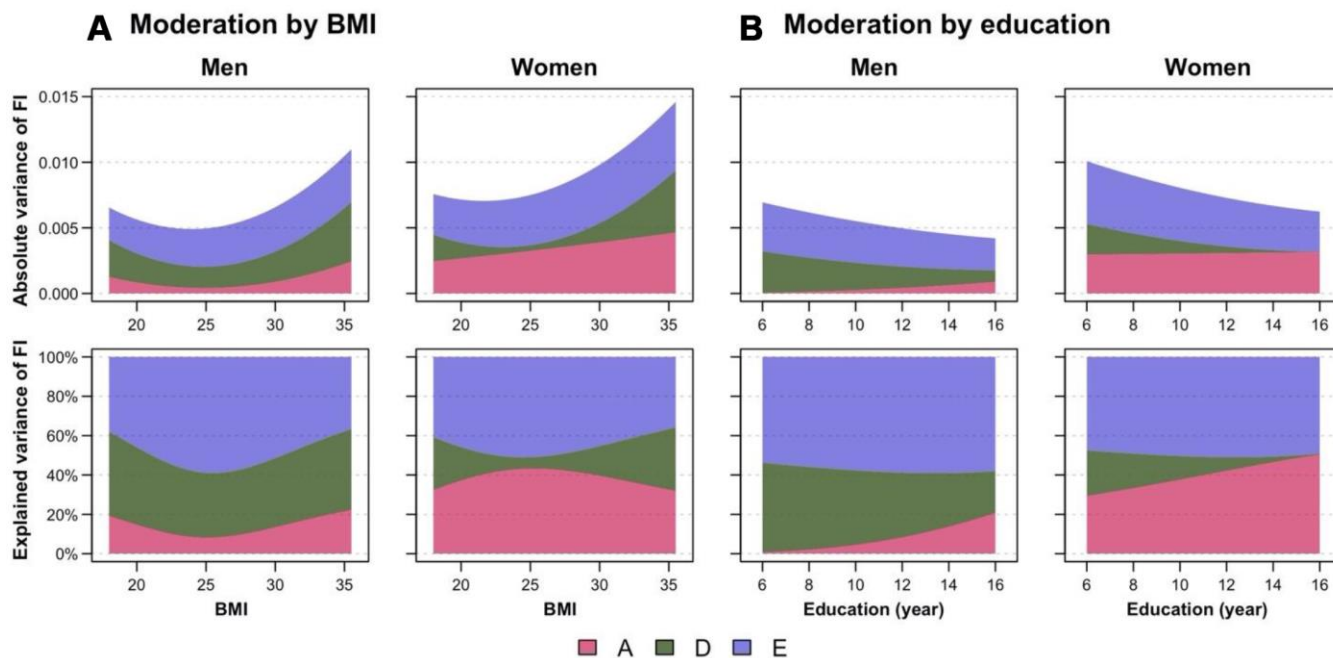 A Moderation by BMI
B Moderation by education
Men
Women
Men
Women
Absolute variance of FI
0.015
0.010
0.005
0.000
20 25 30 35
20 25 30 35
6 8 10 12 14 16
6 8 10 12 14 16
Explained variance of FI
100%
80%
60%
40%
20%
0%
20 25 30 35
20 25 30 35
6 8 10 12 14 16
6 8 10 12 14 16
BMI
BMI
Education (year)
Education (year)
A D E